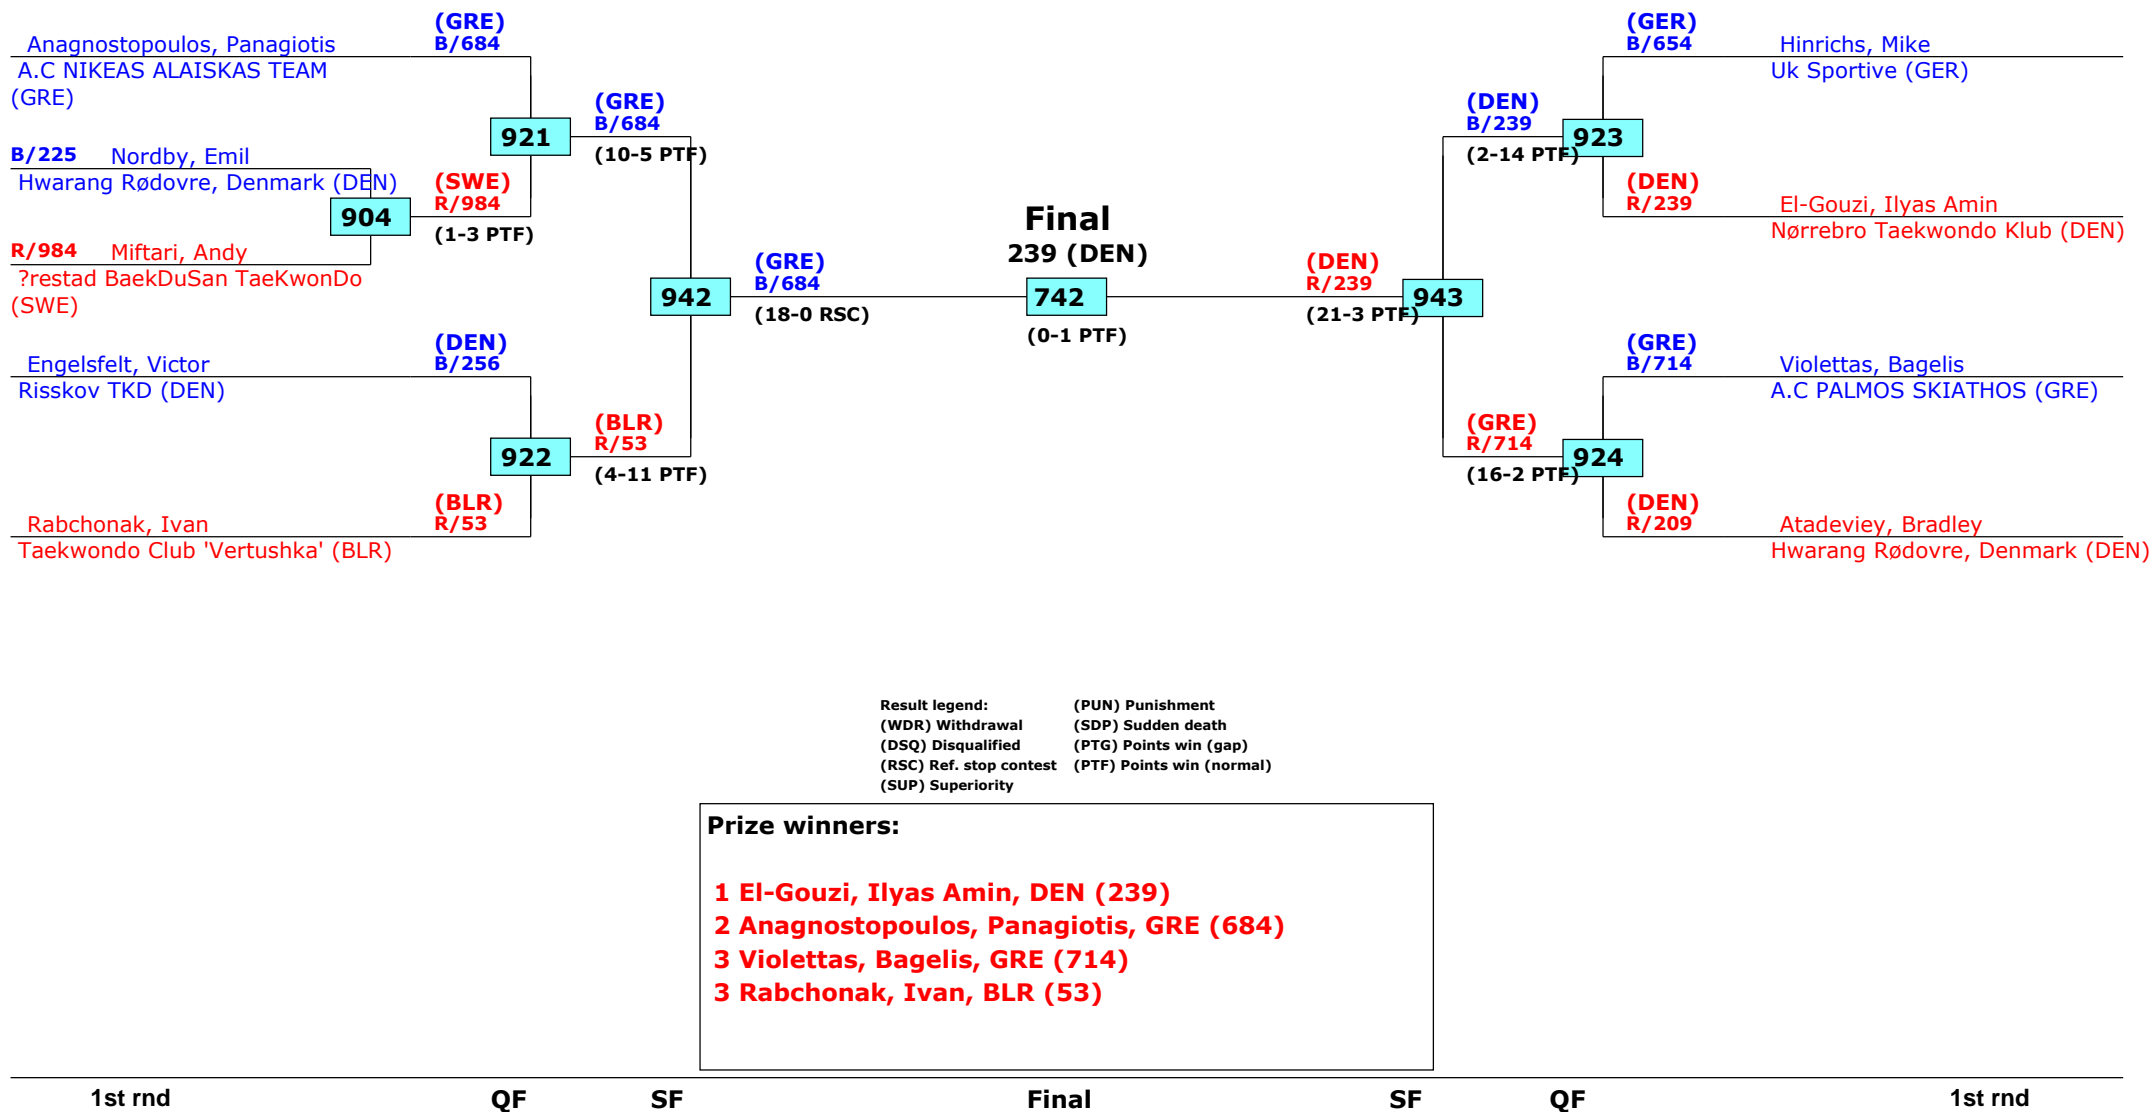 (GRE)
B/684
Anagnostopoulos, Panagiotis
A.C NIKEAS ALAISKAS TEAM
(GRE)
B/225 Nordby, Emil
Hwarang Rødovre, Denmark (DEN)
904
R/984 Miftari, Andy
?restad BaekDuSan TaeKwonDo
(SWE)
(SWE)
R/984
(1-3 PTF)
921
(GRE)
B/684
(10-5 PTF)
(DEN)
B/256
Engelsfelt, Victor
Risskov TKD (DEN)
922
(BLR)
R/53
(4-11 PTF)
(BLR)
R/53
Rabchonak, Ivan
Taekwondo Club 'Vertushka' (BLR)
942
(GRE)
B/684
(18-0 RSC)
Final
239 (DEN)
742
(0-1 PTF)
(DEN)
R/239
(21-3 PTF)
943
(DEN)
B/239
(2-14 PTF)
923
(GER)
B/654
Hinrichs, Mike
Uk Sportive (GER)
(DEN)
R/239
El-Gouzi, Ilyas Amin
Nørrebro Taekwondo Klub (DEN)
(GRE)
R/714
(16-2 PTF)
924
(GRE)
B/714
Violettas, Bagelis
A.C PALMOS SKIATHOS (GRE)
(DEN)
R/209
Atadeviey, Bradley
Hwarang Rødovre, Denmark (DEN)
Result legend: (PUN) Punishment
(WDR) Withdrawal (SDP) Sudden death
(DSQ) Disqualified (PTG) Points win (gap)
(RSC) Ref. stop contest (PTF) Points win (normal)
(SUP) Superiority
Prize winners:
1 El-Gouzi, Ilyas Amin, DEN (239)
2 Anagnostopoulos, Panagiotis, GRE (684)
3 Violettas, Bagelis, GRE (714)
3 Rabchonak, Ivan, BLR (53)
1st rnd QF SF Final SF QF 1st rnd